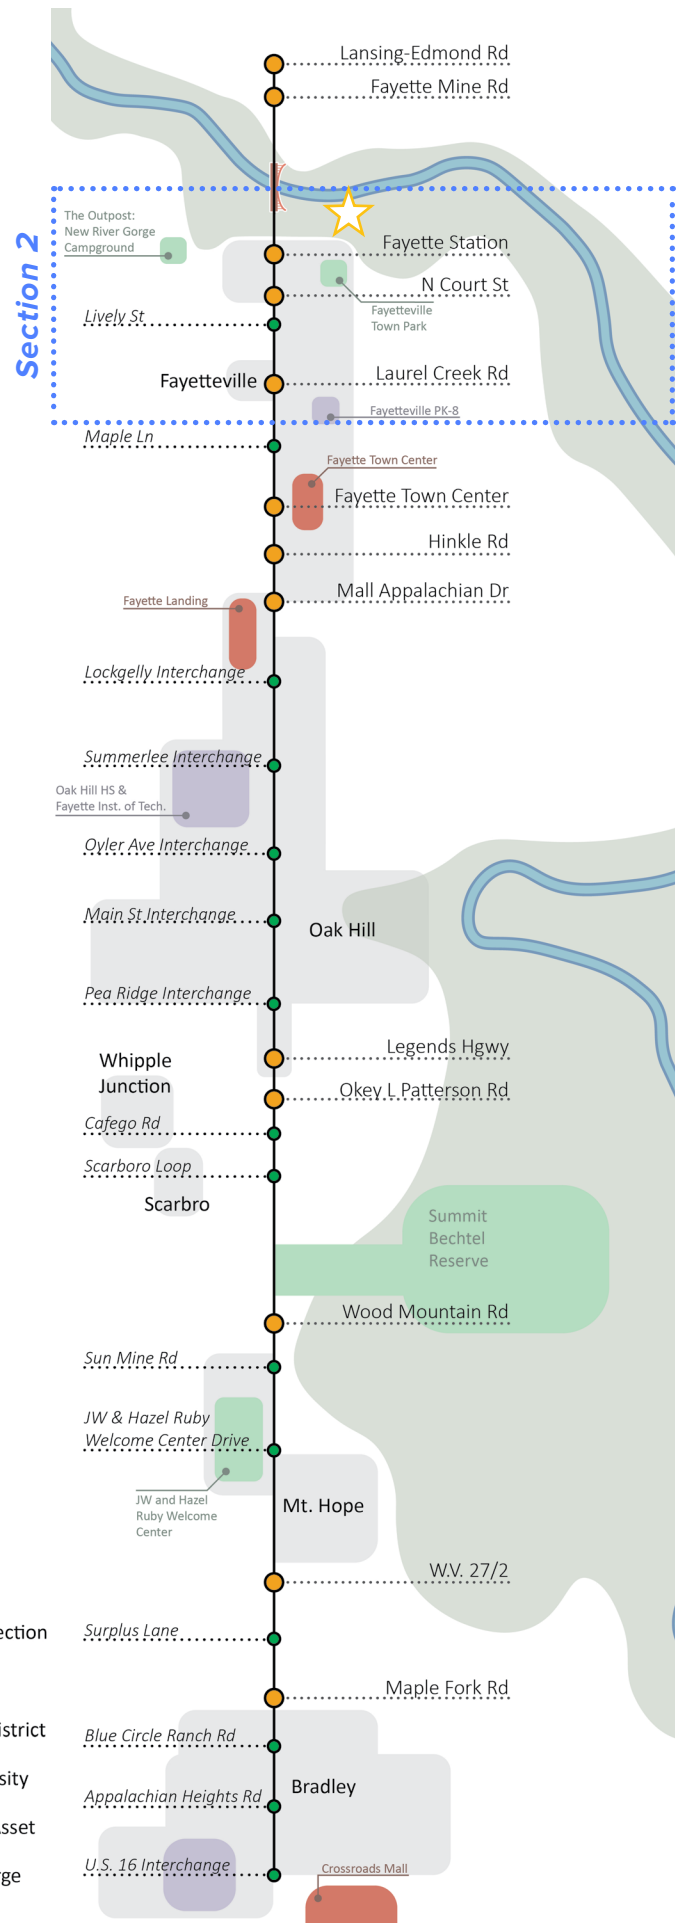 Lansing-Edmond Rd
Fayette Mine Rd
Section 2
The Outpost:
New River Gorge
Campground
Fayette Station
N Court St
Fayetteville
Town Park
Lively St
Laurel Creek Rd
Fayetteville
Fayetteville PK-8
Maple Ln
Fayette Town Center
Fayette Town Center
Hinkle Rd
Mall Appalachian Dr
Fayette Landing
Lockgelly Interchange
Summerlee Interchange
Oak Hill HS &
Fayette Inst. of Tech.
Oyler Ave Interchange
Main St Interchange
Oak Hill
Pea Ridge Interchange
Legends Hgwy
Whipple
Junction
Okey L Patterson Rd
Cafego Rd
Scarboro Loop
Scarbro
Summit
Bechtel
Reserve
Wood Mountain Rd
Sun Mine Rd
JW & Hazel Ruby
Welcome Center Drive
JW and Hazel
Ruby Welcome
Center
Mt. Hope
W.V. 27/2
Surplus Lane
ection
Maple Fork Rd
istrict
Blue Circle Ranch Rd
sity
Bradley
Appalachian Heights Rd
sset
U.S. 16 Interchange
rge
Crossroads Mall